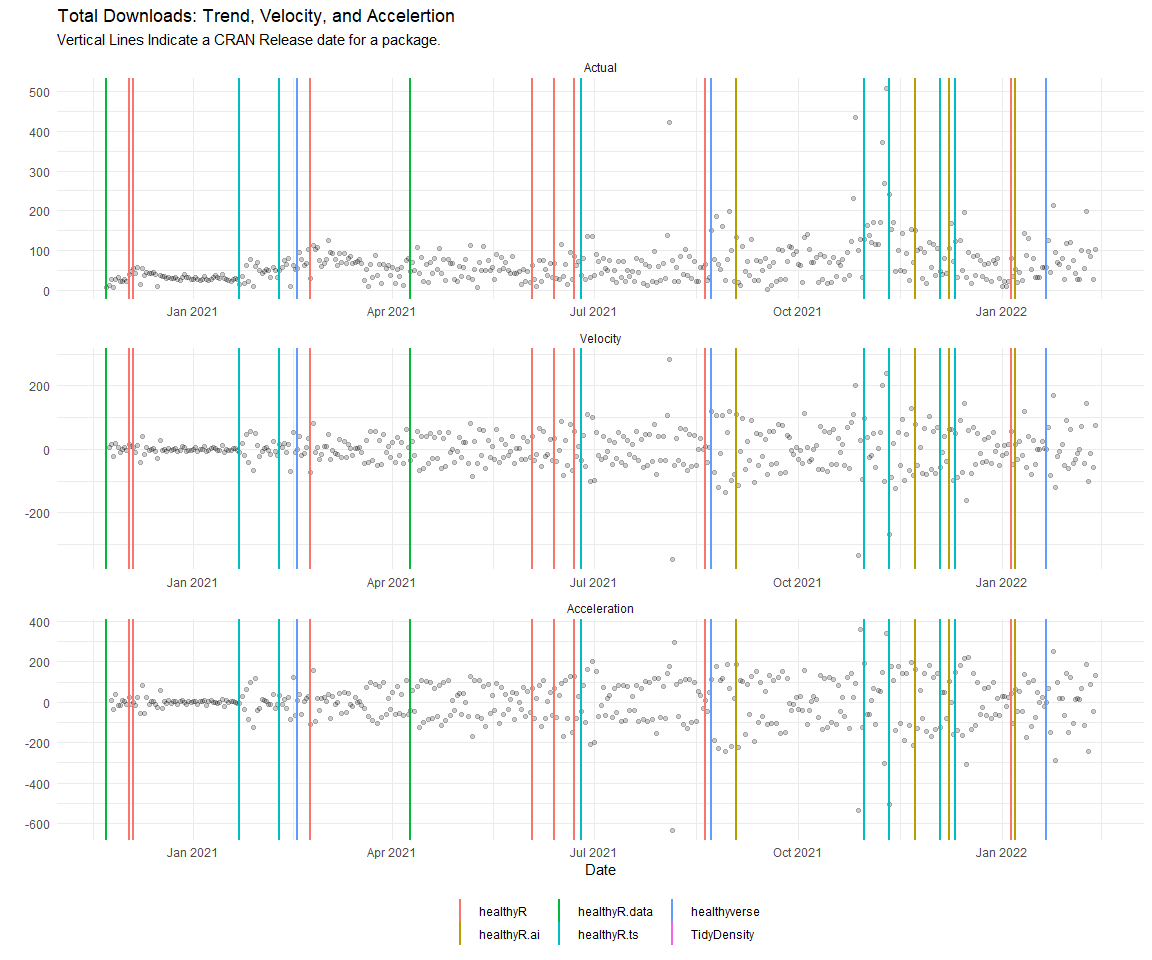 Total Downloads: Trend, Velocity, and Accelertion
Vertical Lines Indicate a CRAN Release date for a package.
Actual
500
400
300
200
100
0
Jan 2021 Apr 2021 Jul 2021 Oct 2021 Jan 2022
Velocity
200
0
-200
Jan 2021 Apr 2021 Jul 2021 Oct 2021 Jan 2022
Acceleration
400
200
0
-200
-400
-600
Jan 2021 Apr 2021 Jul 2021 Oct 2021 Jan 2022
Date
healthyR healthyR.data healthyverse
healthyR.ai healthyR.ts TidyDensity